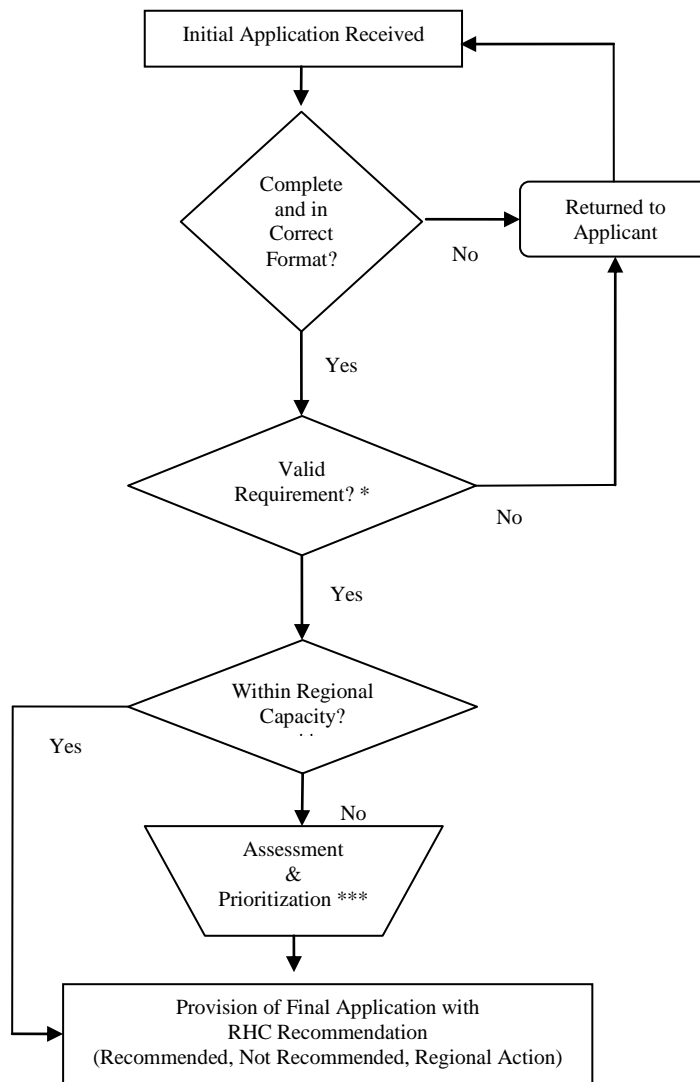 Initial Application Received
Complete
and in
Correct
Format?
No
Returned to
Applicant
Yes
Valid
Requirement? *
No
Yes
Within Regional
Capacity?
Yes
No
Assessment
&
Prioritization ***
Provision of Final Application with
RHC Recommendation
(Recommended, Not Recommended, Regional Action)